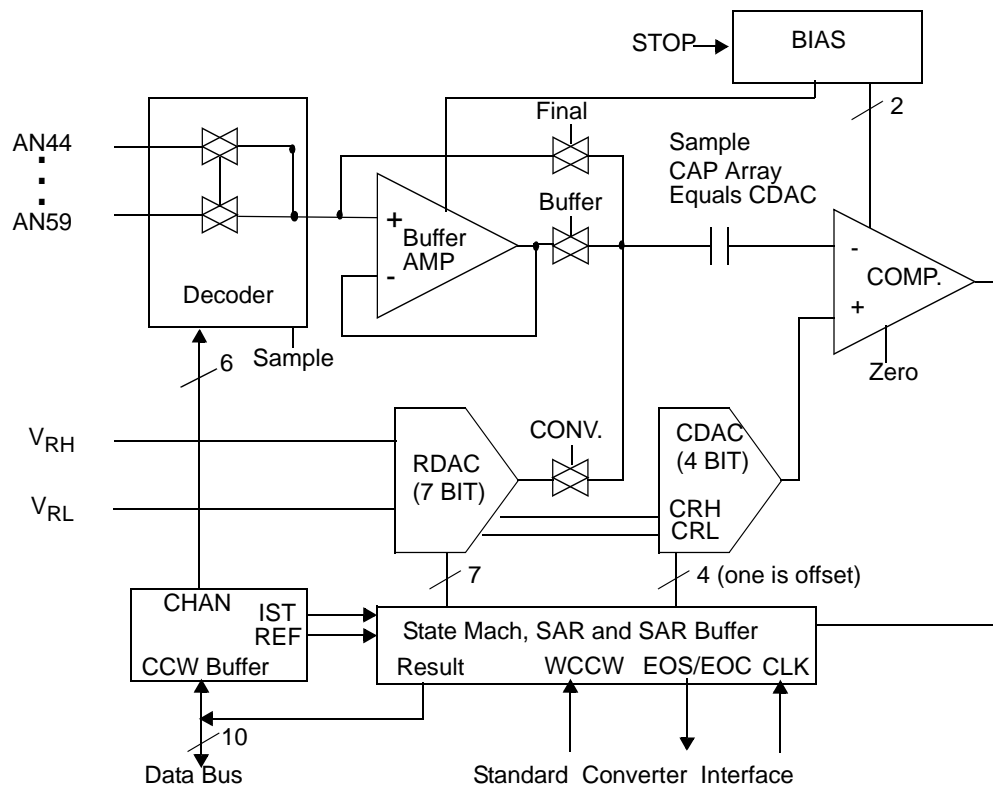 STOP
BIAS
2
Final
Sample
CAP Array
Equals CDAC
AN44
AN59
Buffer
+
Buffer
AMP
-
-
COMP.
+
Decoder
Sample
Zero
6
VRH
VRL
CONV.
RDAC
(7 BIT)
CDAC
(4 BIT)
CRH
CRL
7
4 (one is offset)
CHAN
IST
REF
CCW Buffer
State Mach, SAR and SAR Buffer
Result
WCCW
EOS/EOC
CLK
10
Data Bus
Standard Converter Interface